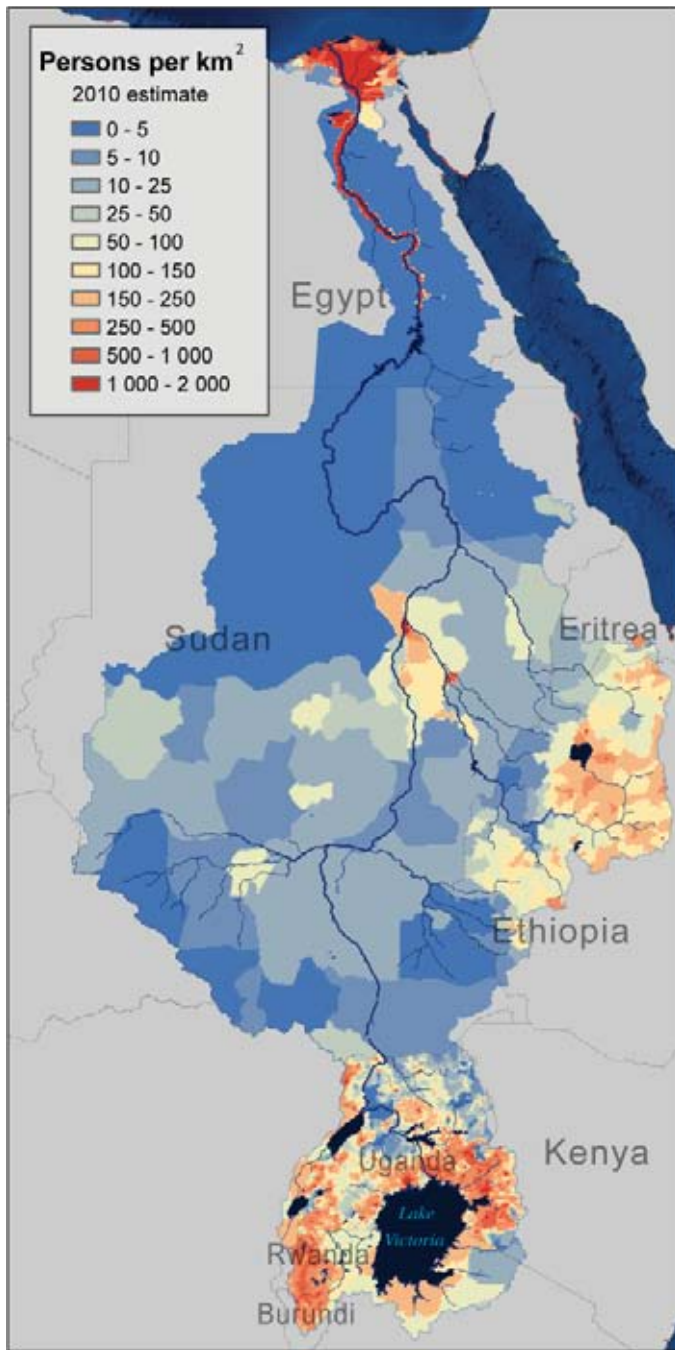 Persons per km²
2010 estimate
0 - 5
5 - 10
10 - 25
25 - 50
50 - 100
100 - 150
150 - 250
250 - 500
500 - 1 000
1 000 - 2 000
Egypt
Sudan
Eritrea
Ethiopia
Kenya
Uganda
Lake
Victoria
Rwanda
Burundi